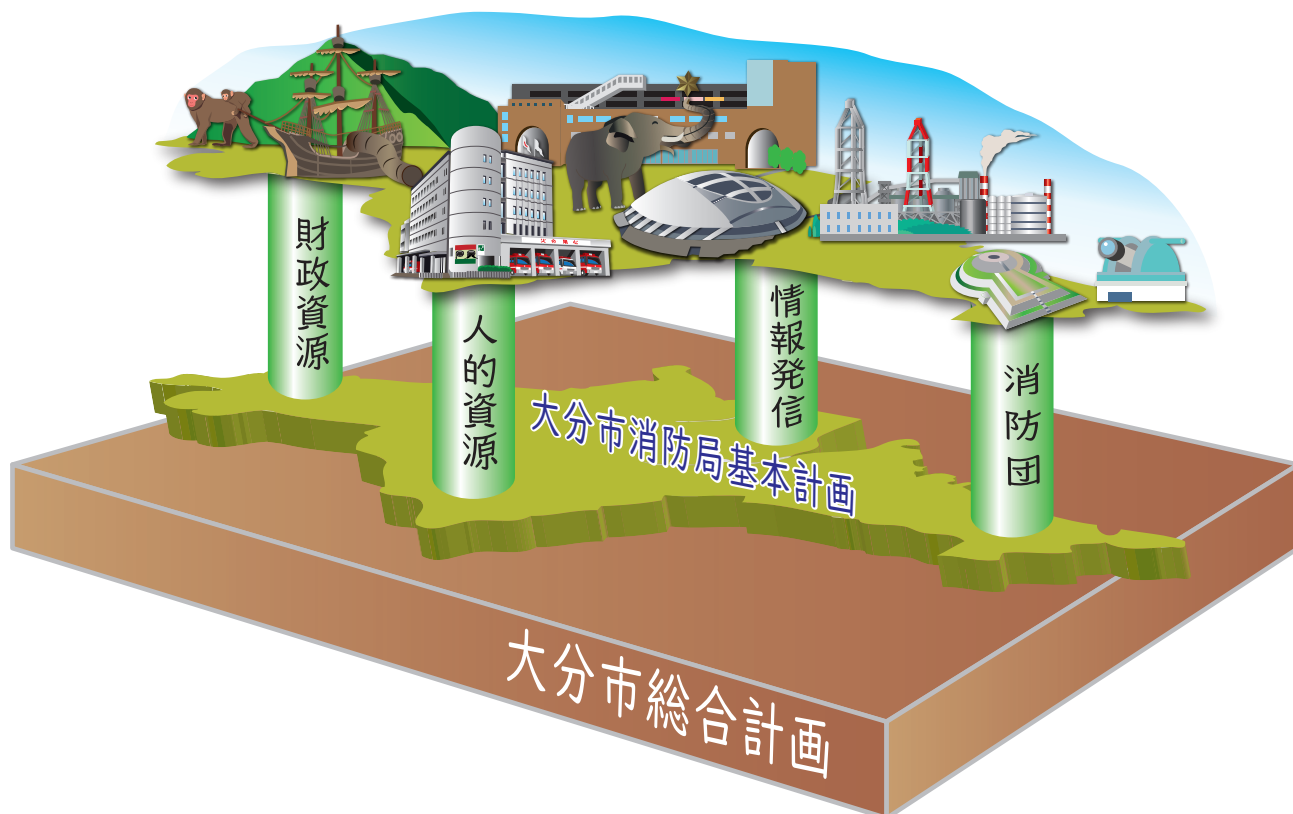 財政資源
人的資源
情報発信
消防団
大分市消防局基本計画
大分市総合計画